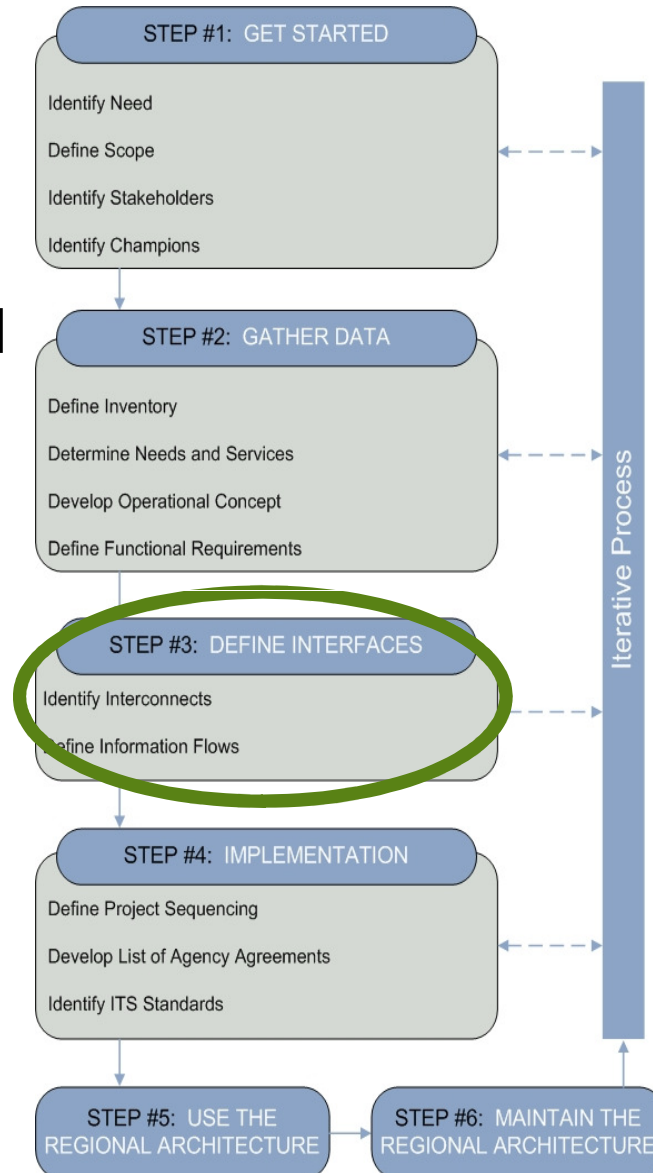 STEP #1: GET STARTED
Identify Need
Define Scope
Identify Stakeholders
Identify Champions
STEP #2: GATHER DATA
Define Inventory
Determine Needs and Services
Develop Operational Concept
Define Functional Requirements
STEP #3: DEFINE INTERFACES
Identify Interconnects
Define Information Flows
STEP #4: IMPLEMENTATION
Define Project Sequencing
Develop List of Agency Agreements
Identify ITS Standards
STEP #5: USE THE
REGIONAL ARCHITECTURE
STEP #6: MAINTAIN THE
REGIONAL ARCHITECTURE
Iterative Process